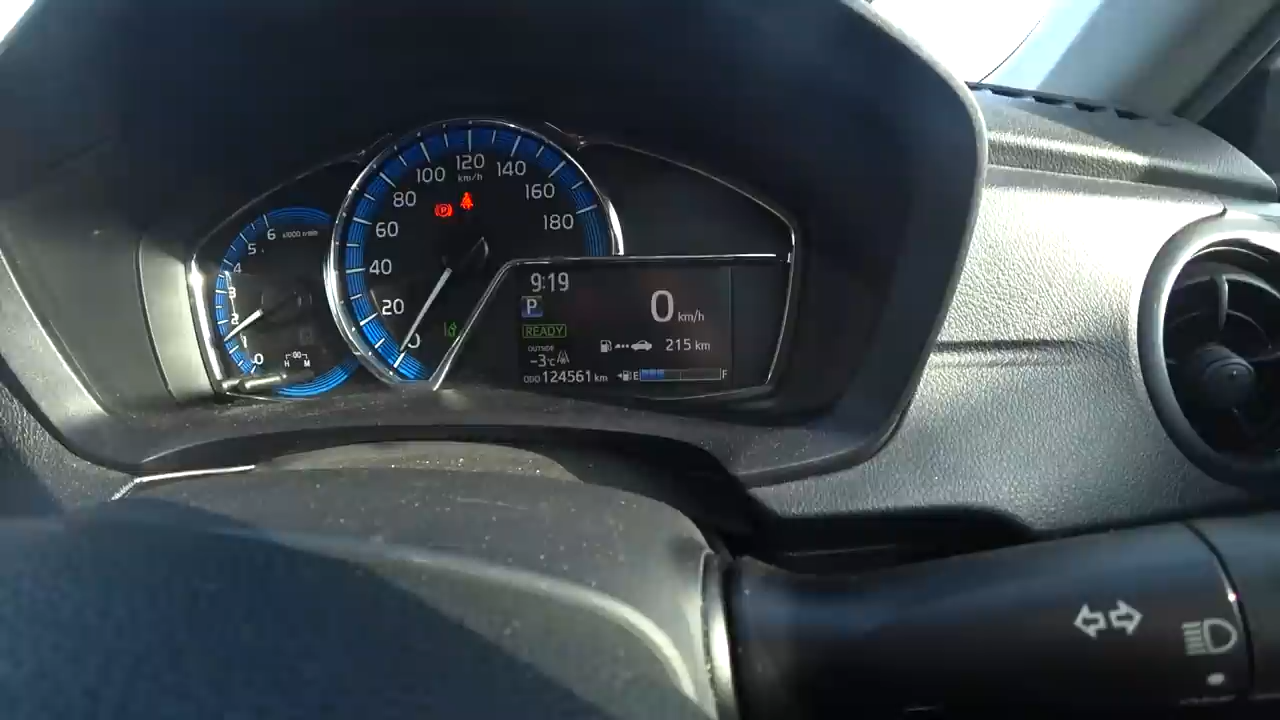 6 x1000 r/min
5
4
3
2
1
0
H 00 M
120
km/h
100 140
80 160
60 180
40
20
0
P
9:19
P
0 km/h
READY
215 km
OUTSIDE
-3°C
ODO 124561 km E F